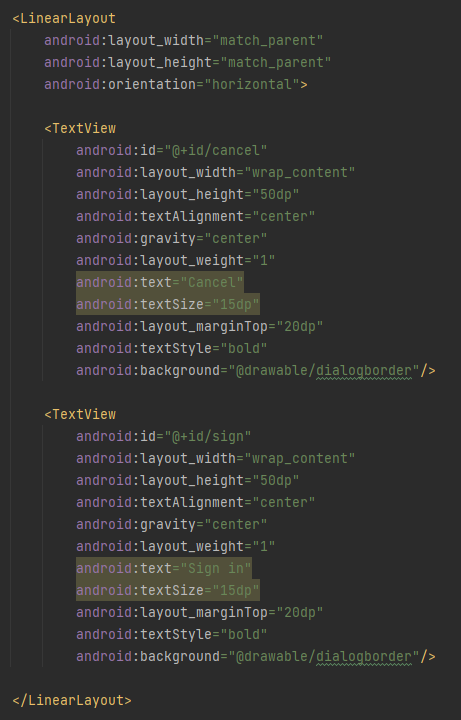 <LinearLayout
android:layout_width="match_parent"
android:layout_height="match_parent"
android:orientation="horizontal">
<TextView
android:id="@+id/cancel"
android:layout_width="wrap_content"
android:layout_height="50dp"
android:textAlignment="center"
android:gravity="center"
android:layout_weight="1"
android:text="Cancel"
android:textSize="15dp"
android:layout_marginTop="20dp"
android:textStyle="bold"
android:background="@drawable/dialogborder"/>
<TextView
android:id="@+id/sign"
android:layout_width="wrap_content"
android:layout_height="50dp"
android:textAlignment="center"
android:gravity="center"
android:layout_weight="1"
android:text="Sign in"
android:textSize="15dp"
android:layout_marginTop="20dp"
android:textStyle="bold"
android:background="@drawable/dialogborder"/>
</LinearLayout>